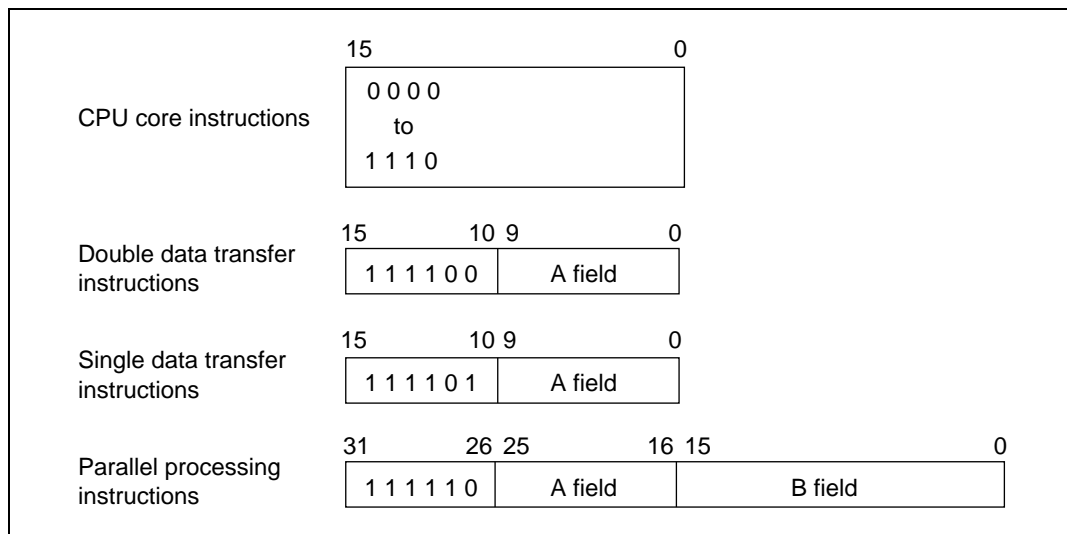 15 0
CPU core instructions
0 0 0 0
to
1 1 1 0
Double data transfer
instructions
15 10 9 0
1 1 1 1 0 0 A field
Single data transfer
instructions
15 10 9 0
1 1 1 1 0 1 A field
Parallel processing
instructions
31 26 25 16 15 0
1 1 1 1 1 0 A field B field